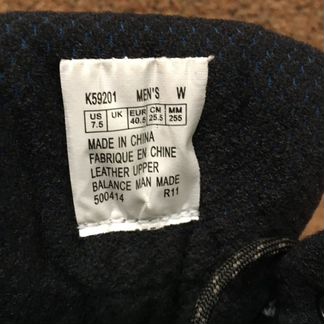 K59201 MEN'S W
US UK EUR CM MM
7.5 40.5 25.5 255
MADE IN CHINA
FABRIQUE EN CHINE
LEATHER UPPER
BALANCE MAN MADE
500414 R11